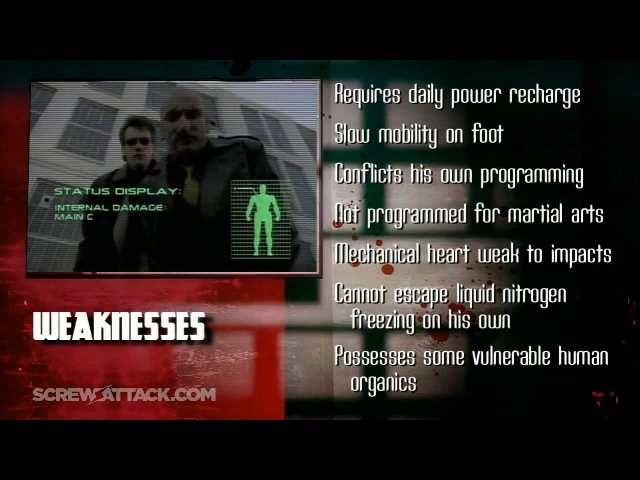 Requires daily power recharge
Slow mobility on foot
Conflicts his own programming
Not programmed for martial arts
Mechanical heart weak to impacts
Cannot escape liquid nitrogen
freezing on his own
Possesses some vulnerable human
organics
STATUS DISPLAY:
INTERNAL DAMAGE
MAIN C
WEAKNESSES
SCREWATTACK.COM